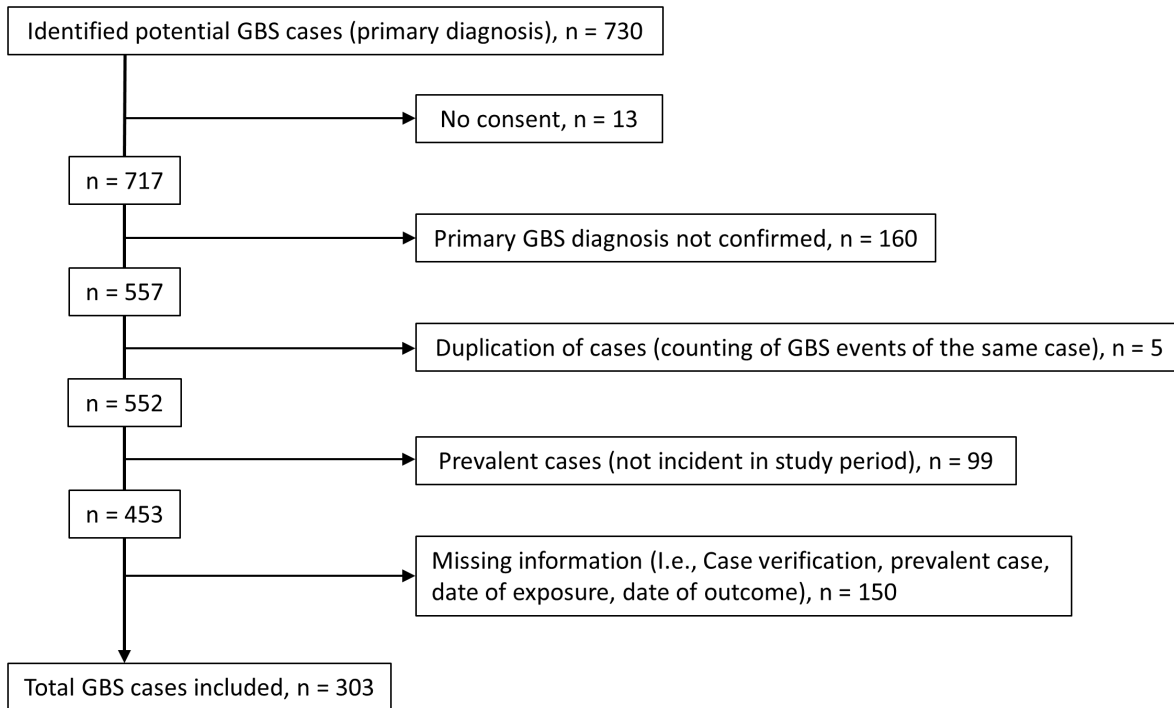 Identified potential GBS cases (primary diagnosis), n = 730
No consent, n = 13
n = 717
Primary GBS diagnosis not confirmed, n = 160
n = 557
Duplication of cases (counting of GBS events of the same case), n = 5
n = 552
Prevalent cases (not incident in study period), n = 99
n = 453
Missing information (I.e., Case verification, prevalent case,
date of exposure, date of outcome), n = 150
Total GBS cases included, n = 303